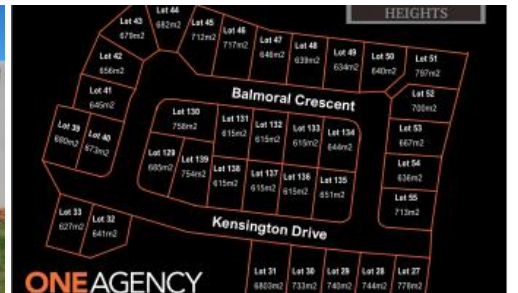 HEIGHTS
Lot 43
679m2
Lot 44
682m2
Lot 45
712m2
Lot 46
717m2
Lot 47
646m2
Lot 48
639m2
Lot 49
634m2
Lot 50
640m2
Lot 51
797m2
Lot 42
656m2
Lot 41
645m2
Lot 39
680m2
Lot 40
673m2
Balmoral Crescent
Lot 52
700m2
Lot 53
667m2
Lot 54
636m2
Lot 55
713m2
Lot 130
758m2
Lot 131
615m2
Lot 132
615m2
Lot 133
615m2
Lot 134
644m2
Lot 129
685m2
Lot 139
754m2
Lot 138
615m2
Lot 137
615m2
Lot 136
615m2
Lot 135
651m2
Lot 33
627m2
Lot 32
641m2
Kensington Drive
Lot 31
6803m2
Lot 30
733m2
Lot 29
740m2
Lot 28
744m2
Lot 27
778m2
ONE AGENCY